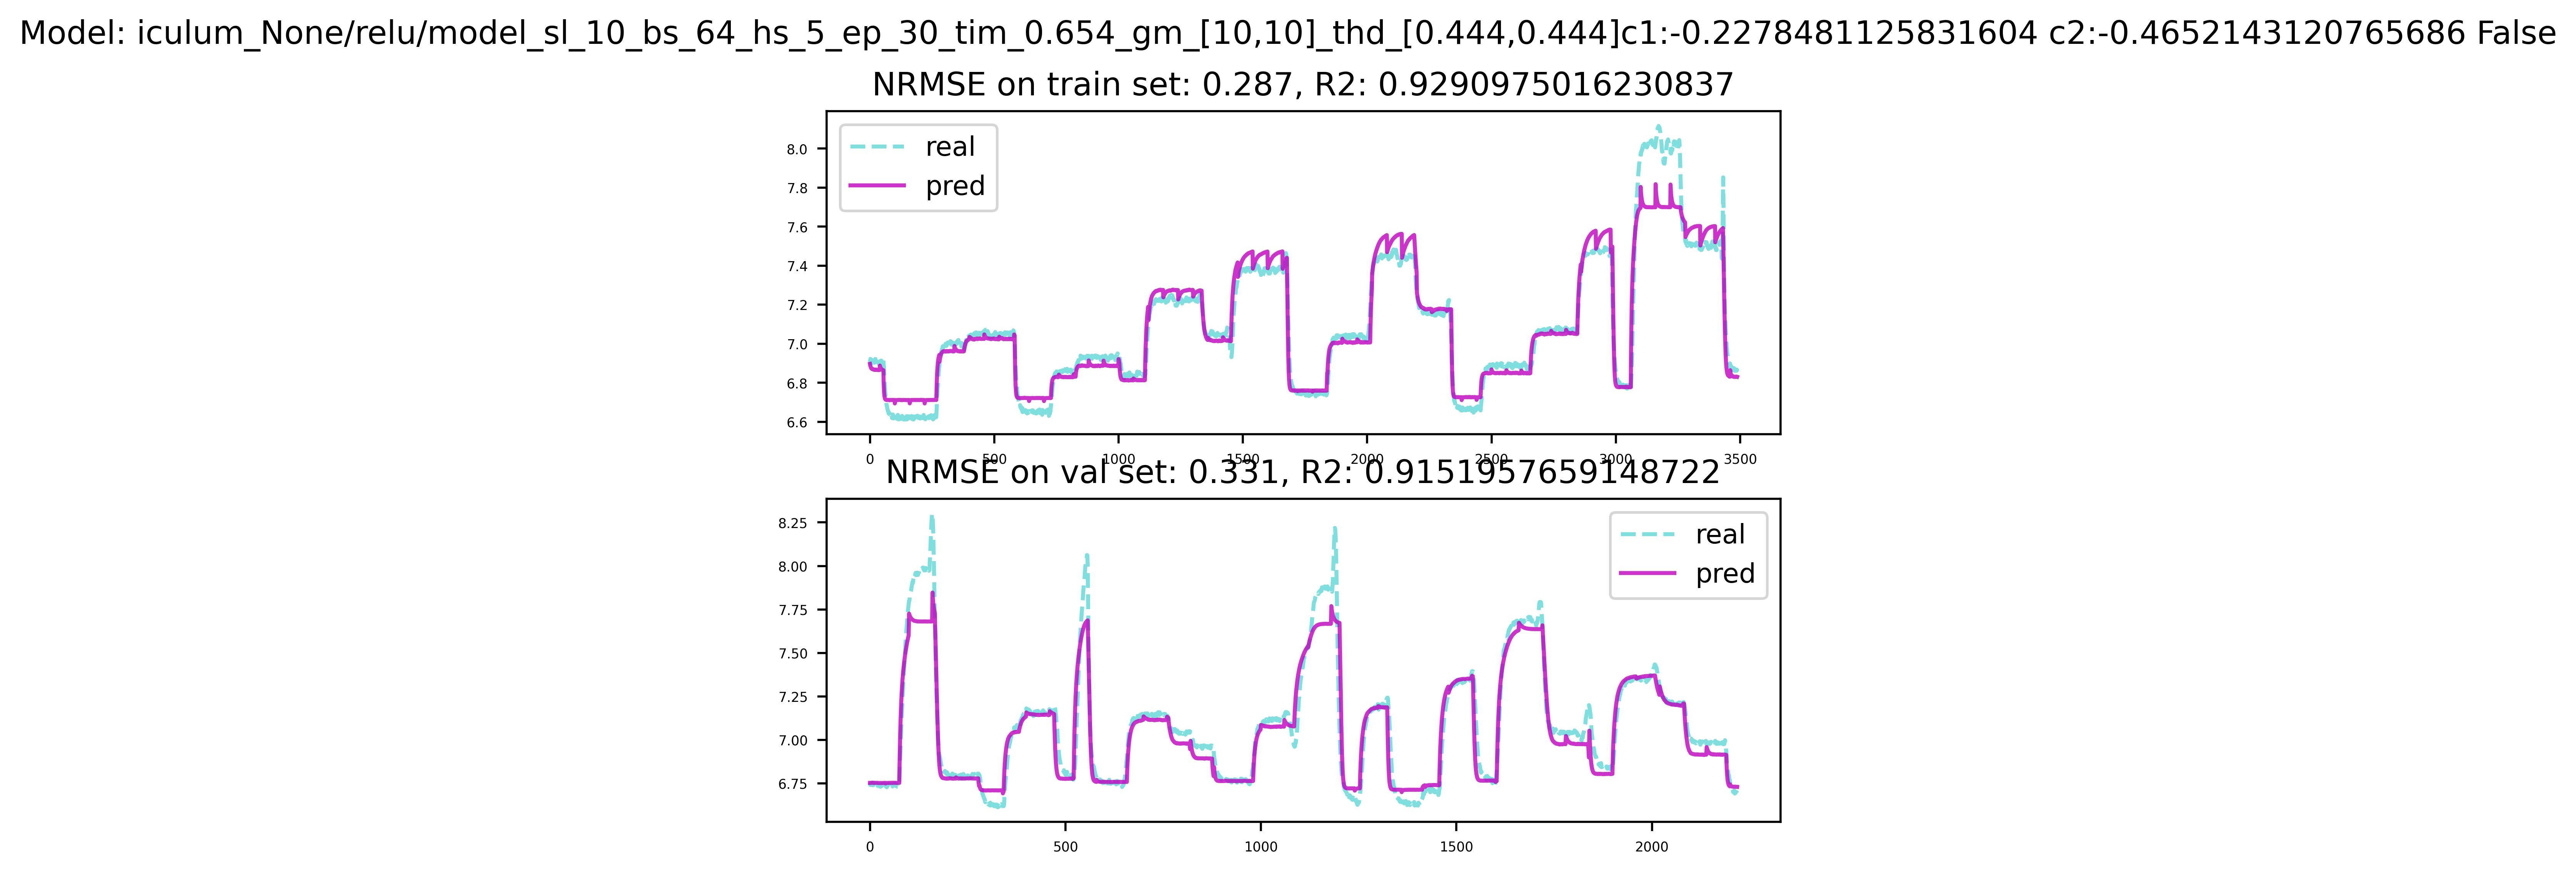 Model: iculum_None/relu/model_sl_10_bs_64_hs_5_ep_30_tim_0.654_gm_[10,10]_thd_[0.444,0.444]c1:-0.2278481125831604 c2:-0.4652143120765686 False
NRMSE on train set: 0.287, R2: 0.9290975016230837
real
pred
8.0
7.8
7.6
7.4
7.2
7.0
6.8
6.6
0 500 1000 1500 2000 2500 3000 3500
NRMSE on val set: 0.331, R2: 0.9151957659148722
real
pred
8.25
8.00
7.75
7.50
7.25
7.00
6.75
0 500 1000 1500 2000